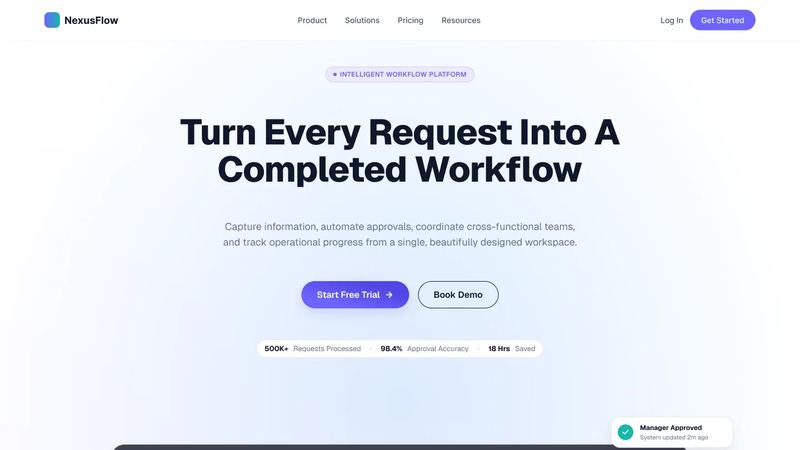 NexusFlow
Product
Solutions
Pricing
Resources
Log In
Get Started
INTELLIGENT WORKFLOW PLATFORM
Turn Every Request Into A
Completed Workflow
Capture information, automate approvals, coordinate cross-functional teams,
and track operational progress from a single, beautifully designed workspace.
Start Free Trial →
Book Demo
500K+ Requests Processed · 98.4% Approval Accuracy · 18 Hrs Saved
Manager Approved
System updated 2m ago